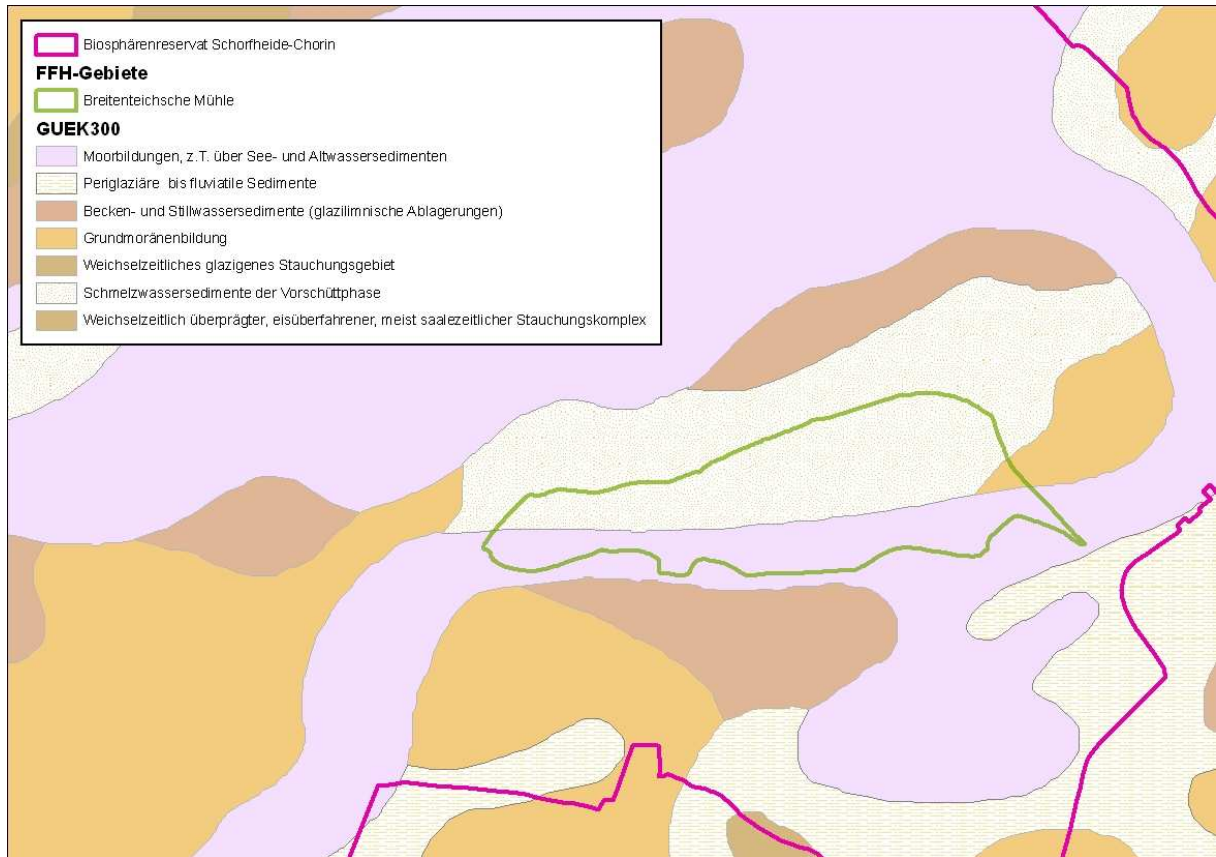 Biosphärenreservat Schorfheide-Chorin
FFH-Gebiete
Breitenteichsche Mühle
GUEK300
Moorbildungen, z.T. über See- und Altwassersedimenten
Periglaziäre bis fluviatile Sedimente
Becken- und Stillwassersedimente (glazilimnische Ablagerungen)
Grundmoränenbildung
Weichselzeitliches glazigenes Stauchungsgebiet
Schmelzwassersedimente der Vorschüttphase
Weichselzeitlich überprägter, eisüberfahrener, meist saalezeitlicher Stauchungskomplex